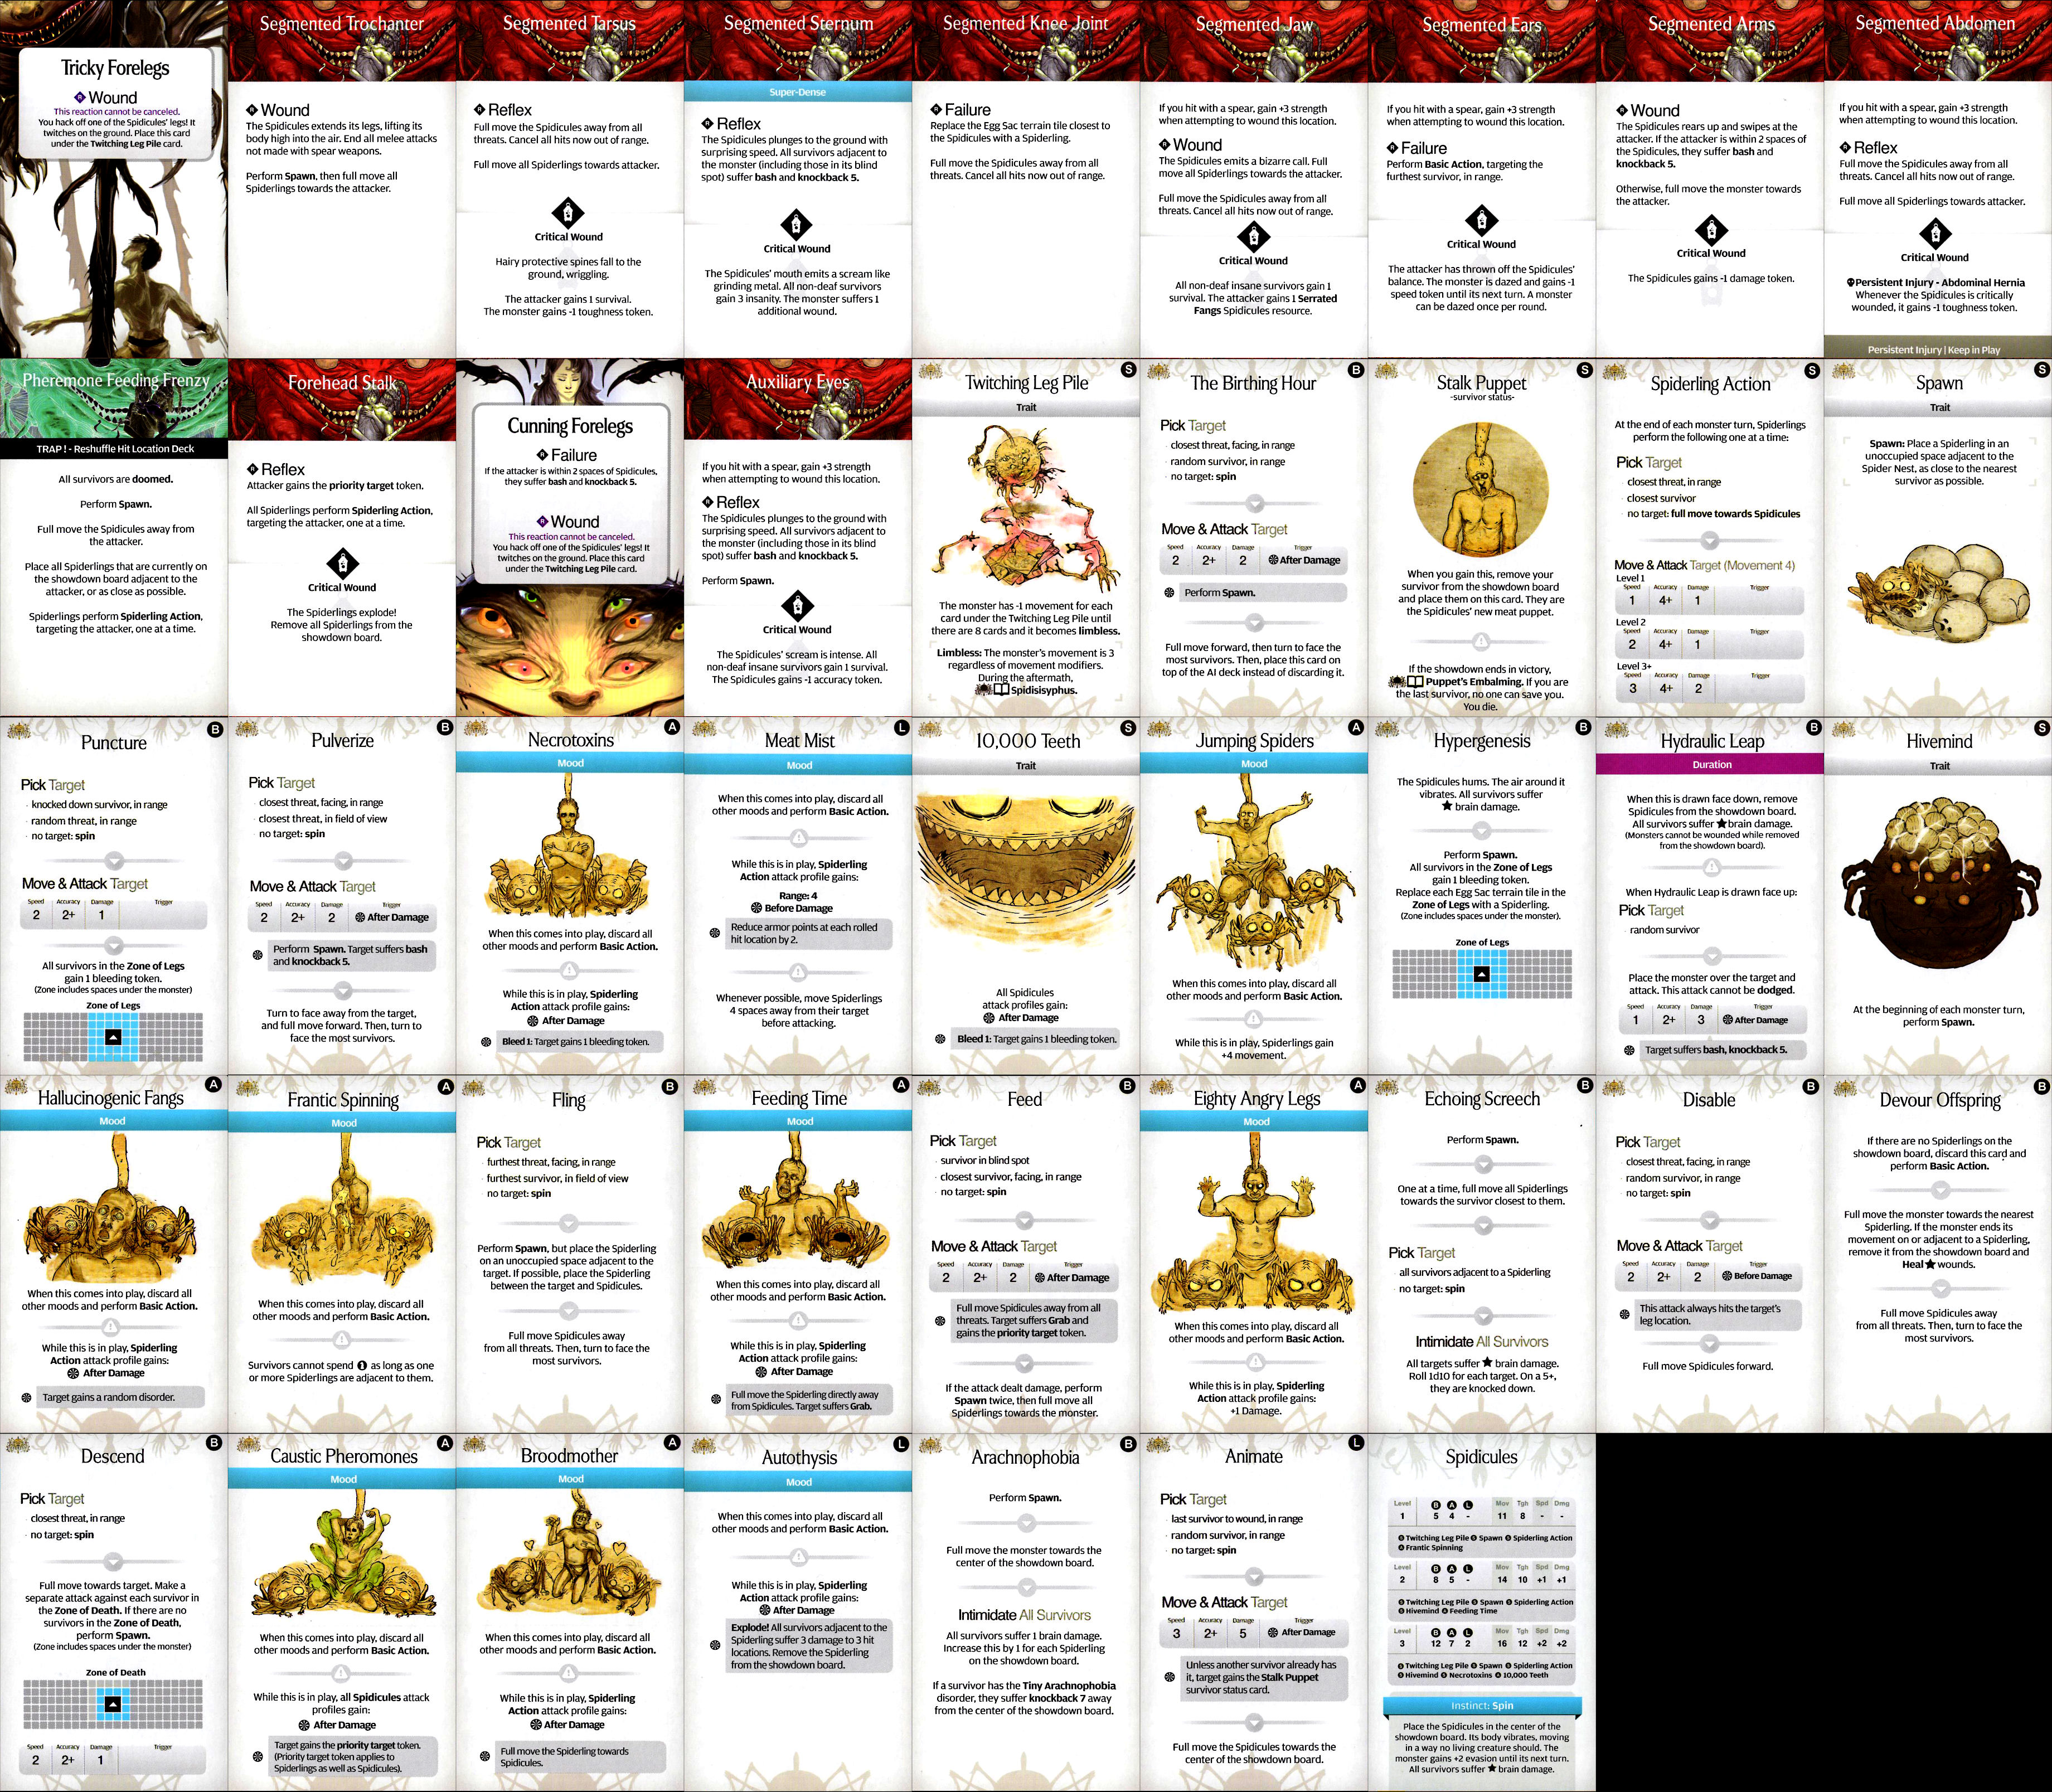 Tricky Forelegs
Wound
This reaction cannot be canceled.
You hack off one of the Spidicules' legs! It
twitches on the ground. Place this card
under the Twitching Leg Pile card.
Segmented Trochanter
Wound
The Spidicules extends its legs, lifting its
body high into the air. End all melee attacks
not made with spear weapons.
Perform Spawn, then full move all
Spiderlings towards the attacker.
Segmented Tarsus
Reflex
Full move the Spidicules away from all
threats. Cancel all hits now out of range.
Full move all Spiderlings towards attacker.
Critical Wound
Hairy protective spines fall to the
ground, wriggling.
The attacker gains 1 survival.
The monster gains -1 toughness token.
Segmented Sternum
Super-Dense
Reflex
The Spidicules plunges to the ground with
surprising speed. All survivors adjacent to
the monster (including those in its blind
spot) suffer bash and knockback 5.
Critical Wound
The Spidicules' mouth emits a scream like
grinding metal. All non-deaf survivors
gain 3 insanity. The monster suffers 1
additional wound.
Segmented Knee Joint
Failure
Replace the Egg Sac terrain tile closest to
the Spidicules with a Spiderling.
Full move the Spidicules away from all
threats. Cancel all hits now out of range.
Segmented Jaw
If you hit with a spear, gain +3 strength
when attempting to wound this location.
Wound
The Spidicules emits a bizarre call. Full
move all Spiderlings towards the attacker.
Full move the Spidicules away from all
threats. Cancel all hits now out of range.
Critical Wound
All non-deaf insane survivors gain 1
survival. The attacker gains 1 Serrated
Fangs Spidicules resource.
Segmented Ears
If you hit with a spear, gain +3 strength
when attempting to wound this location.
Failure
Perform Basic Action, targeting the
furthest survivor, in range.
Critical Wound
The attacker has thrown off the Spidicules'
balance. The monster is dazed and gains -1
speed token until its next turn. A monster
can be dazed once per round.
Segmented Arms
Wound
The Spidicules rears up and swipes at the
attacker. If the attacker is within 2 spaces of
the Spidicules, they suffer bash and
knockback 5.
Otherwise, full move the monster towards
the attacker.
Critical Wound
The Spidicules gains -1 damage token.
Segmented Abdomen
If you hit with a spear, gain +3 strength
when attempting to wound this location.
Reflex
Full move the Spidicules away from all
threats. Cancel all hits now out of range.
Full move all Spiderlings towards attacker.
Critical Wound
Persistent Injury - Abdominal Hernia
Whenever the Spidicules is critically
wounded, it gains -1 toughness token.
Persistent Injury | Keep in Play
Pheremone Feeding Frenzy
TRAP! - Reshuffle Hit Location Deck
All survivors are doomed.
Perform Spawn.
Full move the Spidicules away from
the attacker.
Place all Spiderlings that are currently on
the showdown board adjacent to the
attacker, or as close as possible.
Spiderlings perform Spiderling Action,
targeting the attacker, one at a time.
Forehead Stalk
Reflex
Attacker gains the priority target token.
All Spiderlings perform Spiderling Action,
targeting the attacker, one at a time.
Critical Wound
The Spiderlings explode!
Remove all Spiderlings from the
showdown board.
Cunning Forelegs
Failure
If the attacker is within 2 spaces of Spidicules,
they suffer bash and knockback 5.
Wound
This reaction cannot be canceled.
You hack off one of the Spidicules' legs! It
twitches on the ground. Place this card
under the Twitching Leg Pile card.
Auxiliary Eyes
If you hit with a spear, gain +3 strength
when attempting to wound this location.
Reflex
The Spidicules plunges to the ground with
surprising speed. All survivors adjacent to
the monster (including those in its blind
spot) suffer bash and knockback 5.
Perform Spawn.
Critical Wound
The Spidicules' scream is intense. All
non-deaf insane survivors gain 1 survival.
The Spidicules gains -1 accuracy token.
S
Twitching Leg Pile
Trait
The monster has -1 movement for each
card under the Twitching Leg Pile until
there are 8 cards and it becomes limbless.
Limbless: The monster's movement is 3
regardless of movement modifiers.
During the aftermath,
Spidisyphus.
B
The Birthing Hour
Pick Target
closest threat, facing, in range
random survivor, in range
no target: spin
Move & Attack Target
Speed Accuracy Damage Trigger
2 2+ 2 After Damage
Perform Spawn.
Full move forward, then turn to face the
most survivors. Then, place this card on
top of the AI deck instead of discarding it.
S
Stalk Puppet
-survivor status-
When you gain this, remove your
survivor from the showdown board
and place them on this card. They are
the Spidicules' new meat puppet.
If the showdown ends in victory,
Puppet's Embalming. If you are
the last survivor, no one can save you.
You die.
S
Spiderling Action
At the end of each monster turn, Spiderlings
perform the following one at a time:
Pick Target
closest threat, in range
closest survivor
no target: full move towards Spidicules
Move & Attack Target (Movement 4)
Level 1
Speed Accuracy Damage Trigger
1 4+ 1
Level 2
Speed Accuracy Damage Trigger
2 4+ 1
Level 3+
Speed Accuracy Damage Trigger
3 4+ 2
S
Spawn
Trait
Spawn: Place a Spiderling in an
unoccupied space adjacent to the
Spider Nest, as close to the nearest
survivor as possible.
B
Puncture
Pick Target
knocked down survivor, in range
random threat, in range
no target: spin
Move & Attack Target
Speed Accuracy Damage Trigger
2 2+ 1
All survivors in the Zone of Legs
gain 1 bleeding token.
(Zone includes spaces under the monster)
Zone of Legs
B
Pulverize
Pick Target
closest threat, facing, in range
closest threat, in field of view
no target: spin
Move & Attack Target
Speed Accuracy Damage Trigger
2 2+ 2 After Damage
Perform Spawn. Target suffers bash
and knockback 5.
Turn to face away from the target,
and full move forward. Then, turn to
face the most survivors.
A
Necrotoxins
Mood
When this comes into play, discard all
other moods and perform Basic Action.
While this is in play, Spiderling
Action attack profile gains:
After Damage
Bleed 1: Target gains 1 bleeding token.
L
Meat Mist
Mood
When this comes into play, discard all
other moods and perform Basic Action.
While this is in play, Spiderling
Action attack profile gains:
Range: 4
Before Damage
Reduce armor points at each rolled
hit location by 2.
Whenever possible, move Spiderlings
4 spaces away from their target
before attacking.
S
10,000 Teeth
Trait
All Spidicules
attack profiles gain:
After Damage
Bleed 1: Target gains 1 bleeding token.
A
Jumping Spiders
Mood
When this comes into play, discard all
other moods and perform Basic Action.
While this is in play, Spiderlings gain
+4 movement.
B
Hypergenesis
The Spidicules hums. The air around it
vibrates. All survivors suffer
★ brain damage.
Perform Spawn.
All survivors in the Zone of Legs
gain 1 bleeding token.
Replace each Egg Sac terrain tile in the
Zone of Legs with a Spiderling.
(Zone includes spaces under the monster).
Zone of Legs
B
Hydraulic Leap
Duration
When this is drawn face down, remove
Spidicules from the showdown board.
All survivors suffer ★ brain damage.
(Monsters cannot be wounded while removed
from the showdown board).
When Hydraulic Leap is drawn face up:
Pick Target
random survivor
Place the monster over the target and
attack. This attack cannot be dodged.
Speed Accuracy Damage Trigger
1 2+ 3 After Damage
Target suffers bash, knockback 5.
S
Hivemind
Trait
At the beginning of each monster turn,
perform Spawn.
A
Hallucinogenic Fangs
Mood
When this comes into play, discard all
other moods and perform Basic Action.
While this is in play, Spiderling
Action attack profile gains:
After Damage
Target gains a random disorder.
A
Frantic Spinning
Mood
When this comes into play, discard all
other moods and perform Basic Action.
Survivors cannot spend as long as one
or more Spiderlings are adjacent to them.
B
Fling
Pick Target
furthest threat, facing, in range
furthest survivor, in field of view
no target: spin
Perform Spawn, but place the Spiderling
on an unoccupied space adjacent to the
target. If possible, place the Spiderling
between the target and Spidicules.
Full move Spidicules away
from all threats. Then, turn to face the
most survivors.
A
Feeding Time
Mood
When this comes into play, discard all
other moods and perform Basic Action.
While this is in play, Spiderling
Action attack profile gains:
After Damage
Full move the Spiderling directly away
from Spidicules. Target suffers Grab.
B
Feed
Pick Target
survivor in blind spot
closest survivor, facing, in range
no target: spin
Move & Attack Target
Speed Accuracy Damage Trigger
2 2+ 2 After Damage
Full move Spidicules away from all
threats. Target suffers Grab and
gains the priority target token.
If the attack dealt damage, perform
Spawn twice, then full move all
Spiderlings towards the monster.
A
Eighty Angry Legs
Mood
When this comes into play, discard all
other moods and perform Basic Action.
While this is in play, Spiderling
Action attack profile gains:
+1 Damage.
B
Echoing Screech
Perform Spawn.
One at a time, full move all Spiderlings
towards the survivor closest to them.
Pick Target
all survivors adjacent to a Spiderling
no target: spin
Intimidate All Survivors
All targets suffer ★ brain damage.
Roll 1d10 for each target. On a 5+,
they are knocked down.
B
Disable
Pick Target
closest threat, facing, in range
random survivor, in range
no target: spin
Move & Attack Target
Speed Accuracy Damage Trigger
2 2+ 2 Before Damage
This attack always hits the target's
leg location.
Full move Spidicules forward.
B
Devour Offspring
If there are no Spiderlings on the
showdown board, discard this card and
perform Basic Action.
Full move the monster towards the nearest
Spiderling. If the monster ends its
movement on or adjacent to a Spiderling,
remove it from the showdown board and
Heal ★ wounds.
Full move Spidicules away
from all threats. Then, turn to face the
most survivors.
B
Descend
Pick Target
closest threat, in range
no target: spin
Full move towards target. Make a
separate attack against each survivor in
the Zone of Death. If there are no
survivors in the Zone of Death,
perform Spawn.
(Zone includes spaces under the monster)
Zone of Death
Speed Accuracy Damage Trigger
2 2+ 1
A
Caustic Pheromones
Mood
When this comes into play, discard all
other moods and perform Basic Action.
While this is in play, all Spidicules attack
profiles gain:
After Damage
Target gains the priority target token.
(Priority target token applies to
Spiderlings as well as Spidicules).
A
Broodmother
Mood
When this comes into play, discard all
other moods and perform Basic Action.
While this is in play, Spiderling
Action attack profile gains:
After Damage
Full move the Spiderling towards
Spidicules.
L
Autothysis
Mood
When this comes into play, discard all
other moods and perform Basic Action.
While this is in play, Spiderling
Action attack profile gains:
After Damage
Explode! All survivors adjacent to the
Spiderling suffer 3 damage to 3 hit
locations. Remove the Spiderling
from the showdown board.
B
Arachnophobia
Perform Spawn.
Full move the monster towards the
center of the showdown board.
Intimidate All Survivors
All survivors suffer 1 brain damage.
Increase this by 1 for each Spiderling
on the showdown board.
If a survivor has the Tiny Arachnophobia
disorder, they suffer knockback 7 away
from the center of the showdown board.
L
Animate
Pick Target
last survivor to wound, in range
random survivor, in range
no target: spin
Move & Attack Target
Speed Accuracy Damage Trigger
3 2+ 5 After Damage
Unless another survivor already has
it, target gains the Stalk Puppet
survivor status card.
Full move the Spidicules towards the
center of the showdown board.
Spidicules
Level B A L Mov Tgh Spd Dmg
1 5 4 - 11 8 - -
Twitching Leg Pile Spawn Spiderling Action
Frantic Spinning
Level B A L Mov Tgh Spd Dmg
2 8 5 - 14 10 +1 +1
Twitching Leg Pile Spawn Spiderling Action
Hivemind Feeding Time
Level B A L Mov Tgh Spd Dmg
3 12 7 2 16 12 +2 +2
Twitching Leg Pile Spawn Spiderling Action
Hivemind Necrotoxins 10,000 Teeth
Instinct: Spin
Place the Spidicules in the center of the
showdown board. Its body vibrates, moving
in a way no living creature should. The
monster gains +2 evasion until its next turn.
All survivors suffer ★ brain damage.